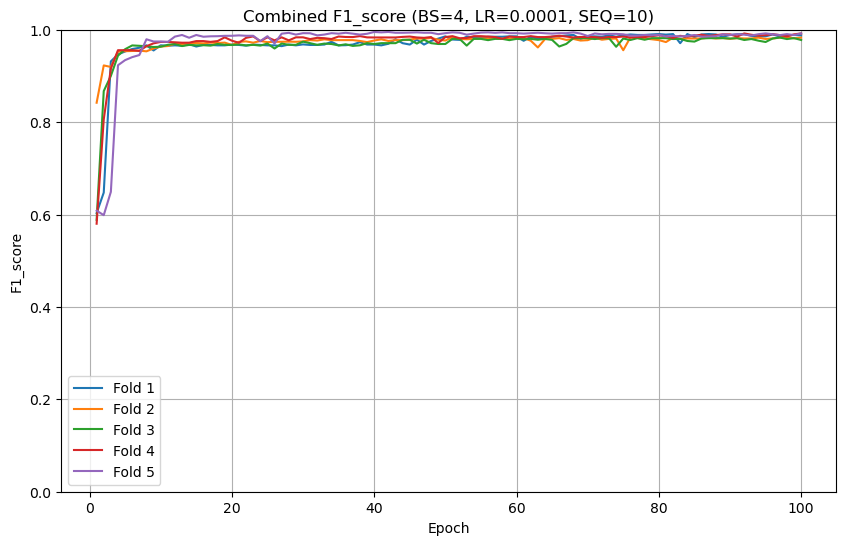 Combined F1_score (BS=4, LR=0.0001, SEQ=10)
1.0
0.8
0.6
0.4
0.2
0.0
F1_score
Fold 1
Fold 2
Fold 3
Fold 4
Fold 5
0 20 40 60 80 100
Epoch